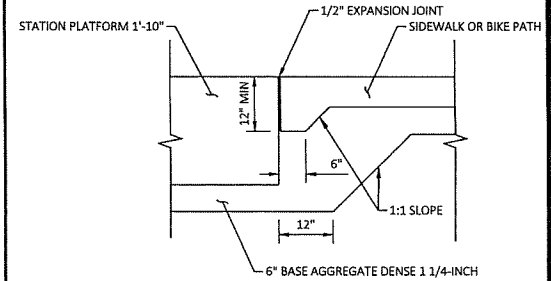 1/2" EXPANSION JOINT
STATION PLATFORM 1'-10"
SIDEWALK OR BIKE PATH
12" MIN
6"
1:1 SLOPE
12"
6" BASE AGGREGATE DENSE 1 1/4-INCH